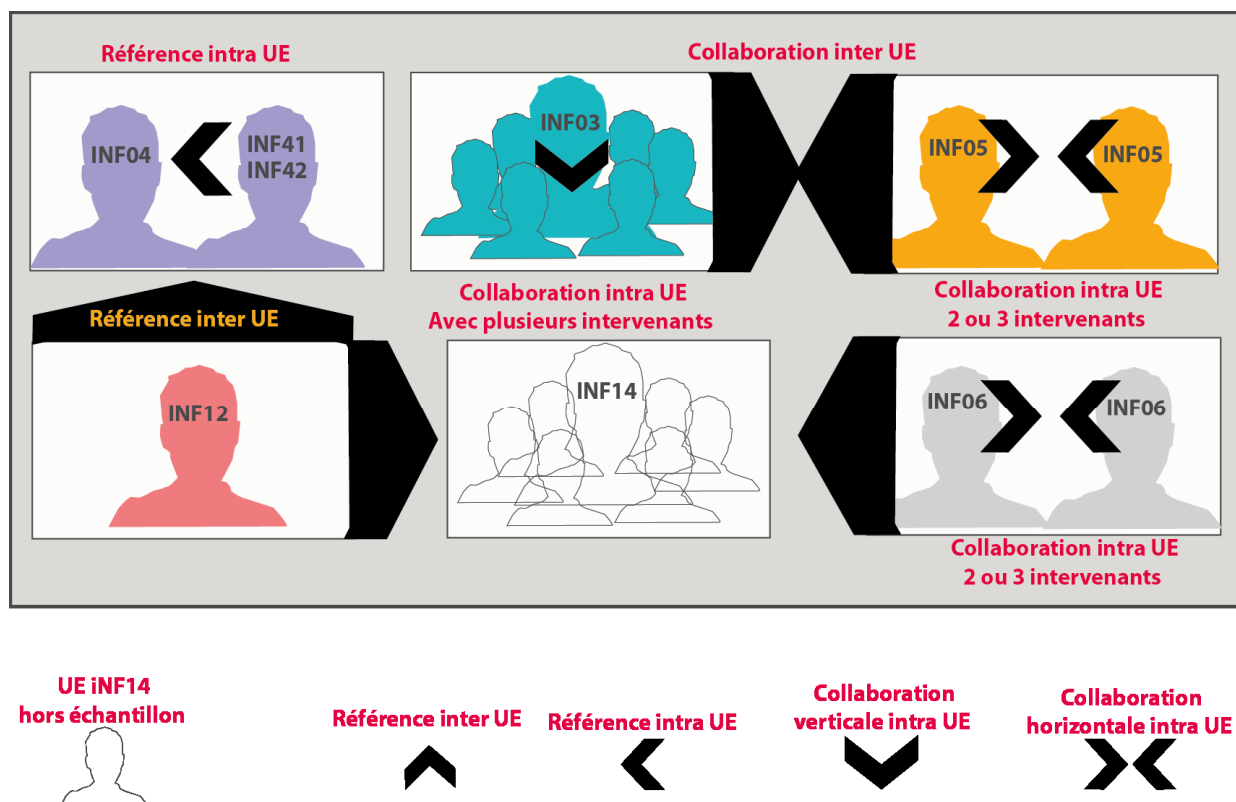 Référence intra UE
Collaboration inter UE
INF04
INF41
INF42
INF03
INF05
INF05
Collaboration intra UE
Avec plusieurs intervenants
Collaboration intra UE
2 ou 3 intervenants
Référence inter UE
INF12
INF14
INF06
INF06
Collaboration intra UE
2 ou 3 intervenants
UE iNF14
hors échantillon
Référence inter UE
Référence intra UE
Collaboration
verticale intra UE
Collaboration
horizontale intra UE